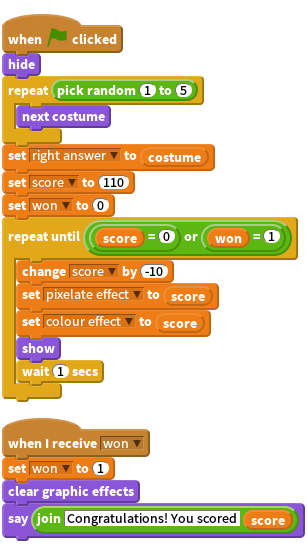 when clicked
hide
repeat pick random 1 to 5
next costume
set right answer to costume
set score to 110
set won to 0
repeat until score = 0 or won = 1
change score by -10
set pixelate effect to score
set colour effect to score
show
wait 1 secs
when I receive won
set won to 1
clear graphic effects
say join Congratulations! You scored score